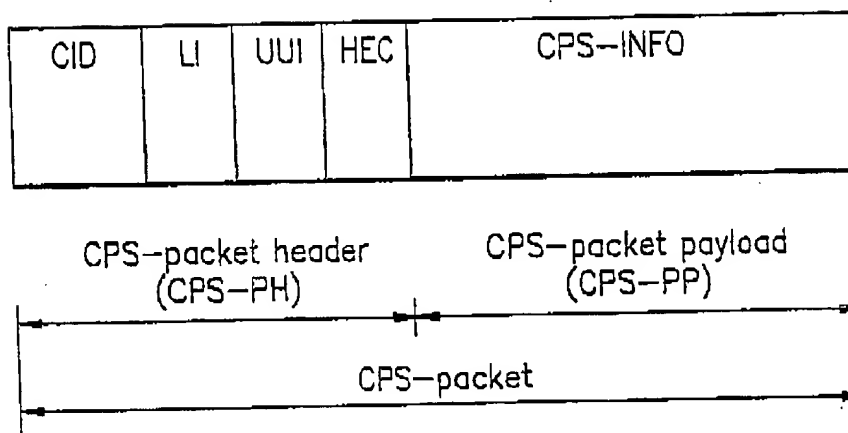 CID LI UUI HEC CPS-INFO
CPS-packet header CPS-packet payload
(CPS-PH) (CPS-PP)
CPS-packet